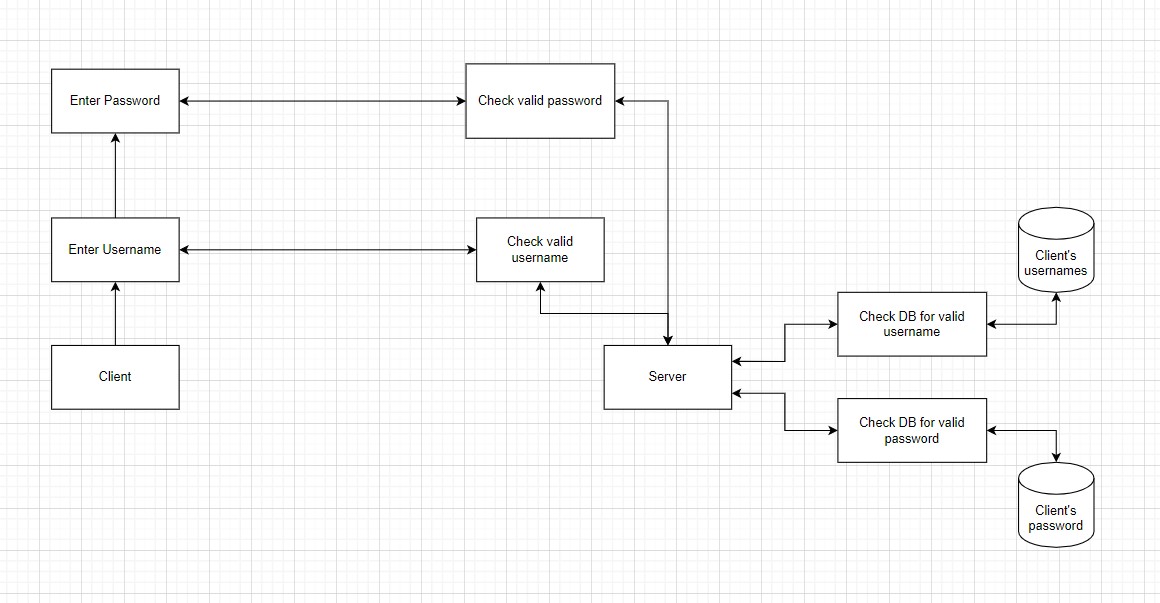 Enter Password
Check valid password
Enter Username
Check valid
username
Client's
usernames
Check DB for valid
username
Client
Server
Check DB for valid
password
Client's
password